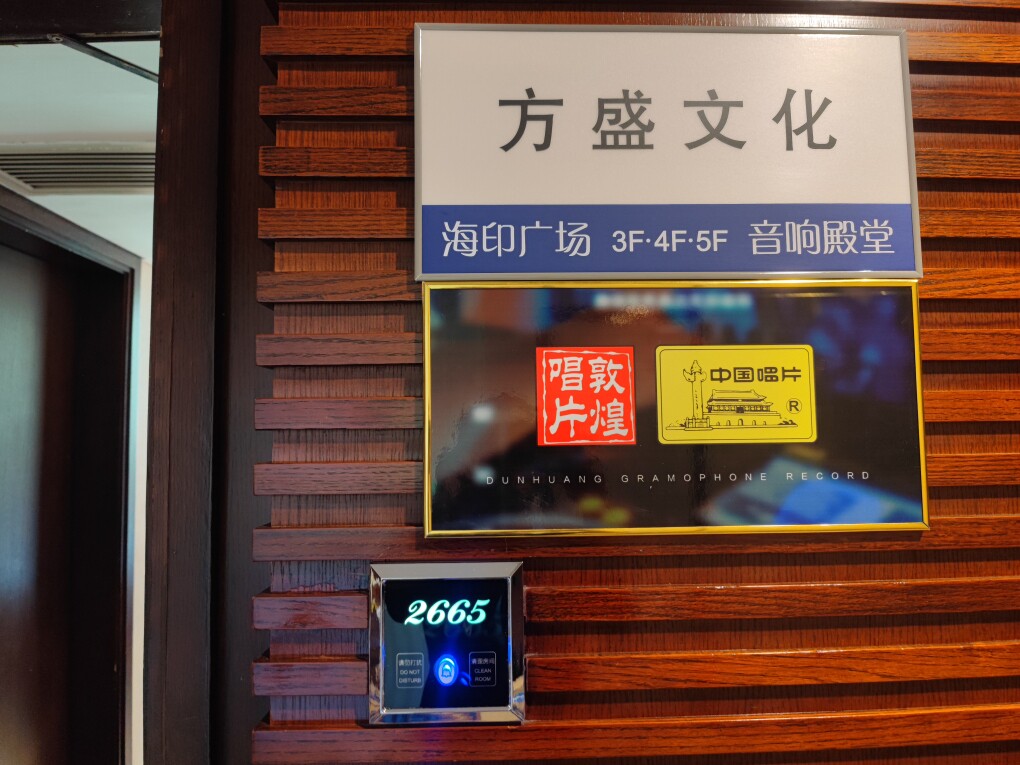 方盛文化
海印广场 3F·4F·5F 音响殿堂
敦煌
唱片
中国唱片
®
DUNHUANG GRAMOPHONE RECORD
2665
请勿打扰
DO NOT
DISTURB
清理房间
CLEAN
ROOM